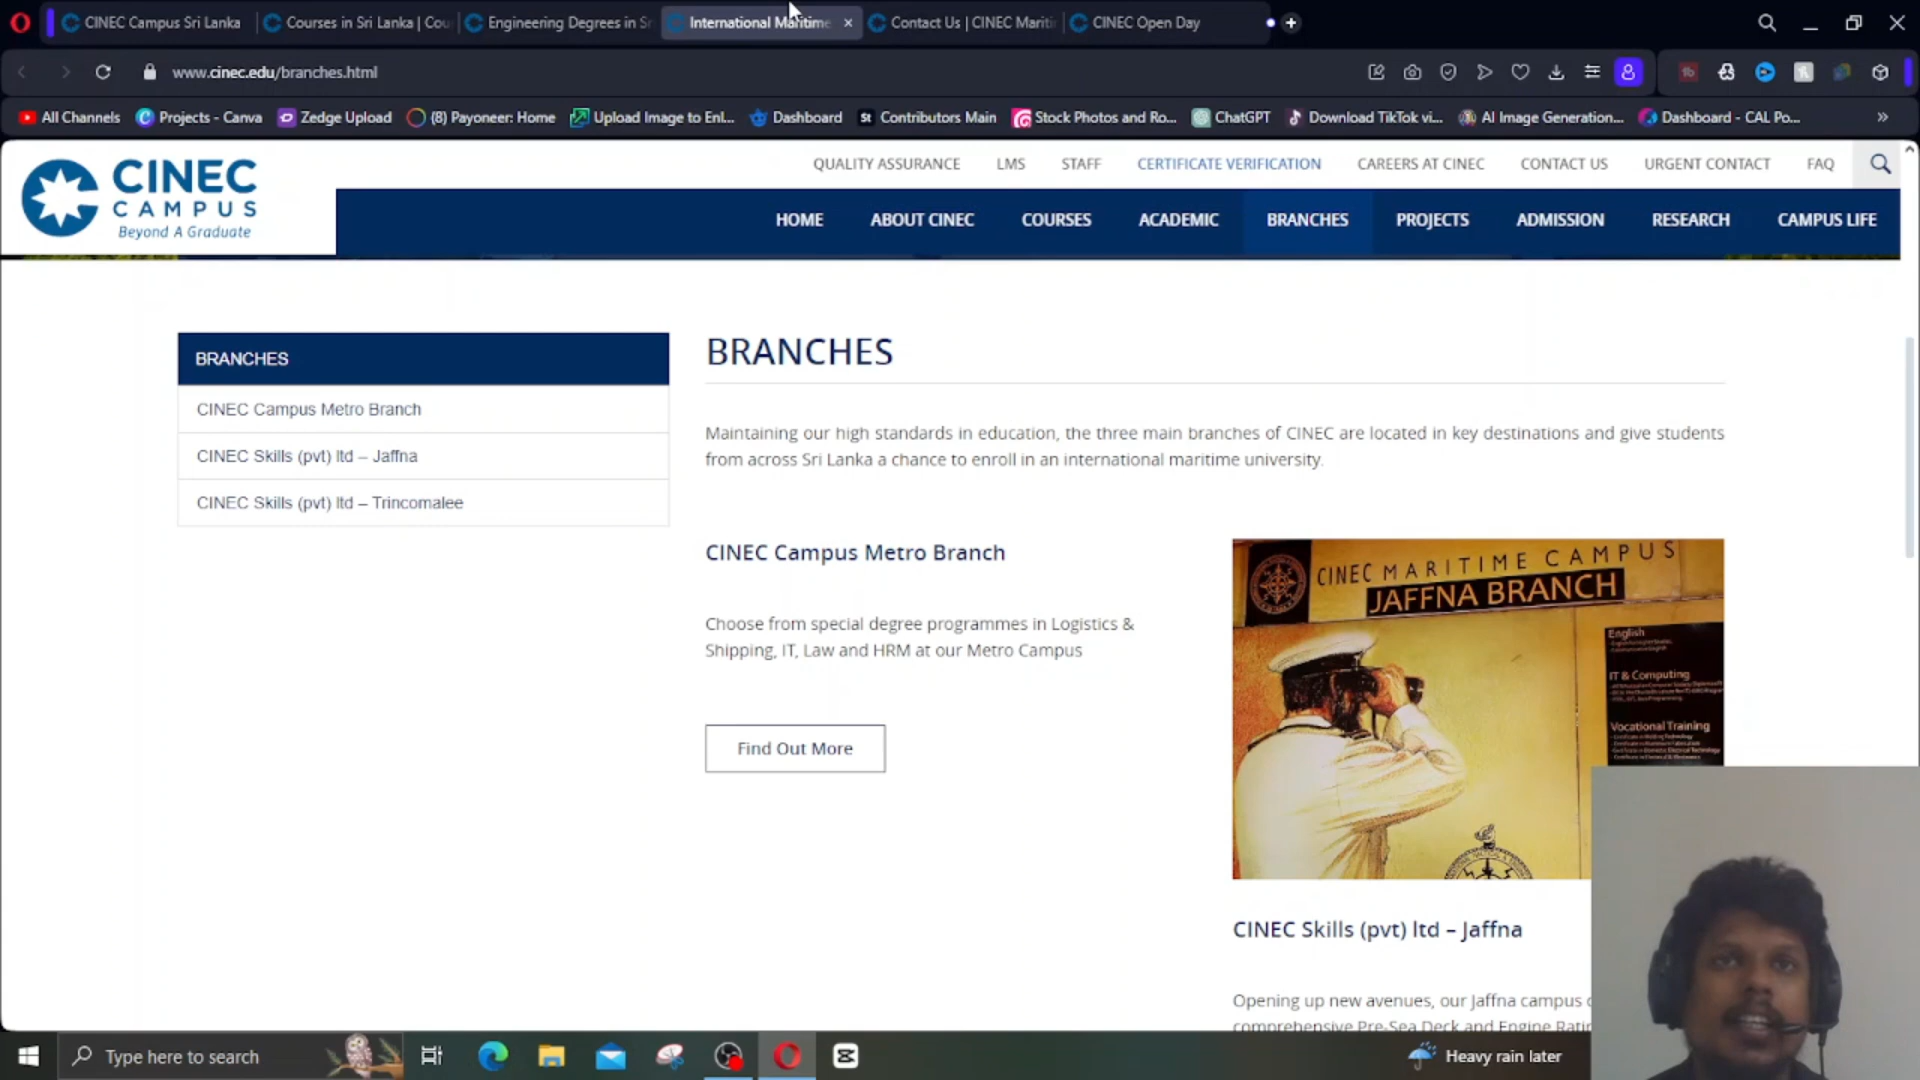 CINEC Campus Sri Lanka
Courses in Sri Lanka | Cou
Engineering Degrees in Sr
International Maritime
Contact Us | CINEC Mariti
CINEC Open Day
www.cinec.edu/branches.html
All Channels
Projects - Canva
Zedge Upload
(8) Payoneer: Home
Upload Image to Enl...
Dashboard
St Contributors Main
Stock Photos and Ro...
ChatGPT
Download TikTok vi...
AI Image Generation...
Dashboard - CAL Po...
CINEC
CAMPUS
Beyond A Graduate
QUALITY ASSURANCE
LMS
STAFF
CERTIFICATE VERIFICATION
CAREERS AT CINEC
CONTACT US
URGENT CONTACT
FAQ
HOME
ABOUT CINEC
COURSES
ACADEMIC
BRANCHES
PROJECTS
ADMISSION
RESEARCH
CAMPUS LIFE
BRANCHES
CINEC Campus Metro Branch
CINEC Skills (pvt) ltd – Jaffna
CINEC Skills (pvt) ltd – Trincomalee
BRANCHES
Maintaining our high standards in education, the three main branches of CINEC are located in key destinations and give students
from across Sri Lanka a chance to enroll in an international maritime university.
CINEC Campus Metro Branch
Choose from special degree programmes in Logistics &
Shipping, IT, Law and HRM at our Metro Campus
Find Out More
CINEC MARITIME CAMPUS
JAFFNA BRANCH
English
IT & Computing
Vocational Training
CINEC Skills (pvt) ltd – Jaffna
Opening up new avenues, our Jaffna campus
comprehensive Pre-Sea Deck and Engine
Type here to search
Heavy rain later